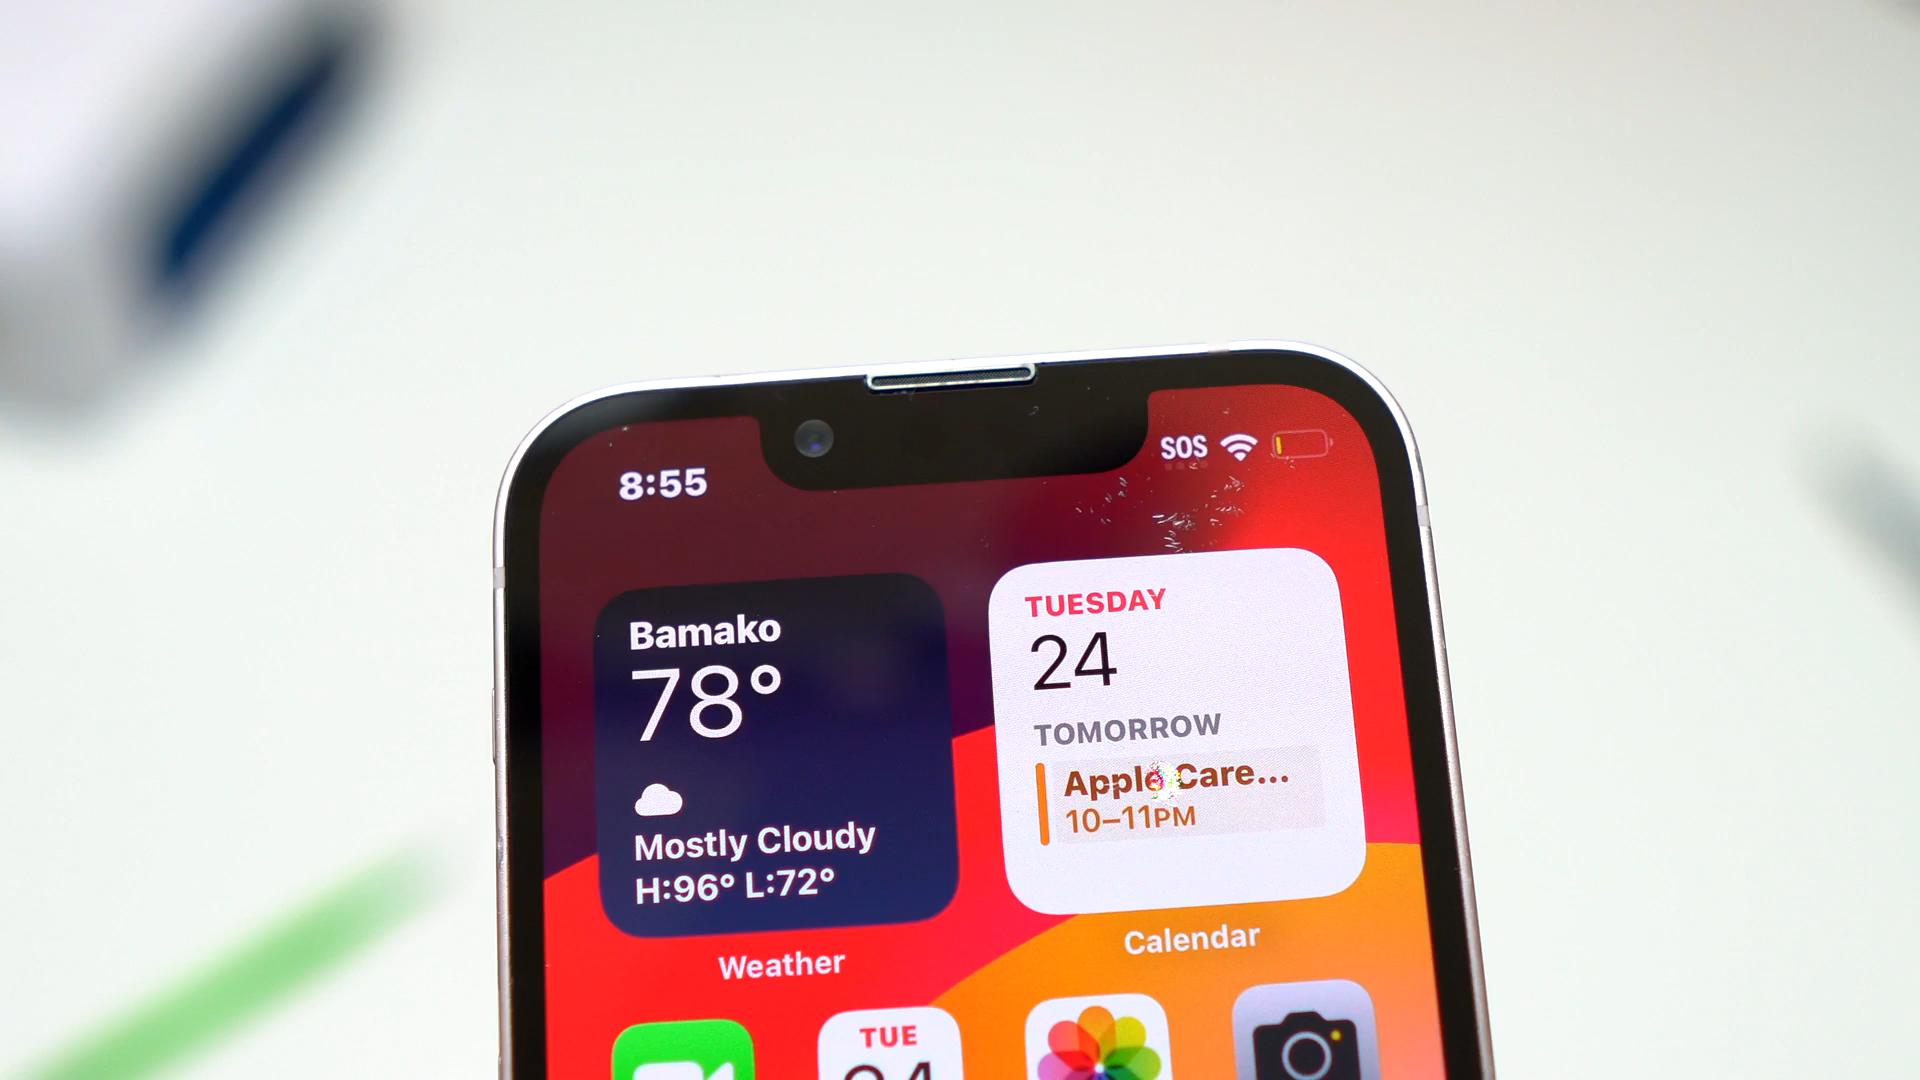 8:55
SOS
Bamako
78°
Mostly Cloudy
H:96° L:72°
Weather
TUESDAY
24
TOMORROW
Apple Care...
10–11PM
Calendar
TUE
24